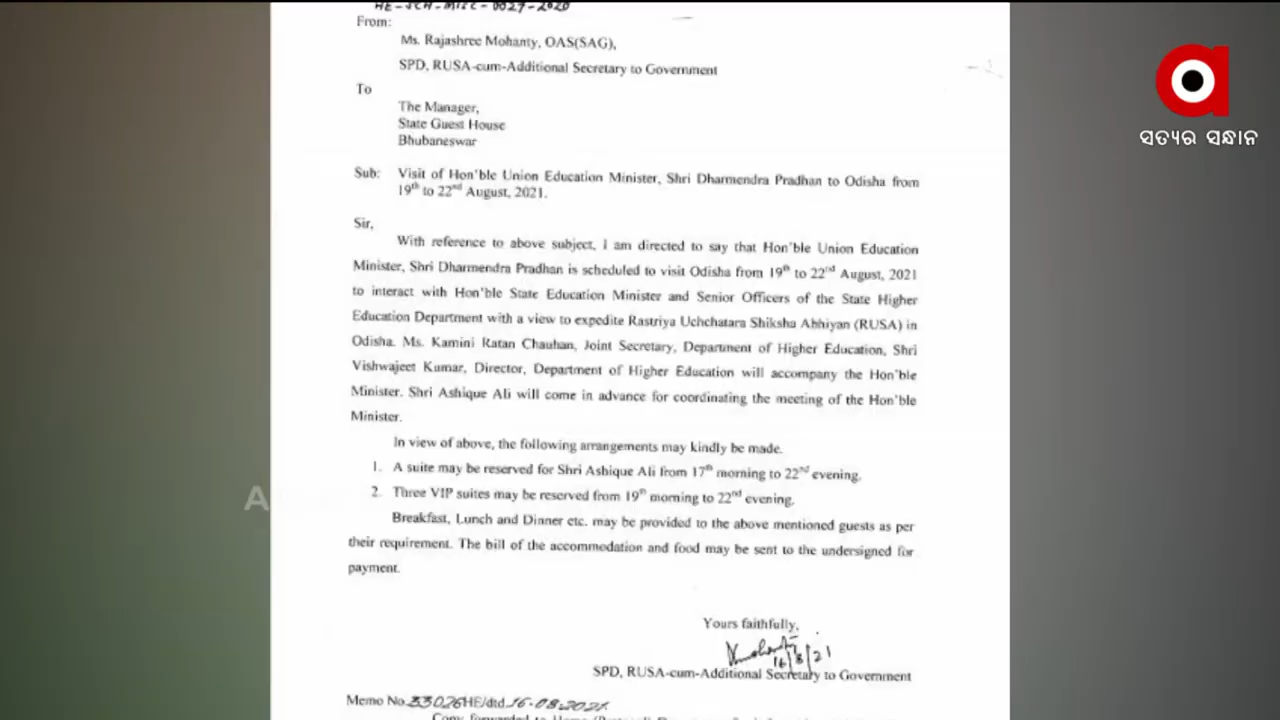 HE-SCH-MISC-0027-2020
From:
Ms. Rajashree Mohanty, OAS(SAG),
SPD, RUSA-cum-Additional Secretary to Government
To
The Manager,
State Guest House
Bhubaneswar
Sub: Visit of Hon'ble Union Education Minister, Shri Dharmendra Pradhan to Odisha from
19th to 22nd August, 2021.
Sir,
With reference to above subject, I am directed to say that Hon'ble Union Education
Minister, Shri Dharmendra Pradhan is scheduled to visit Odisha from 19th to 22nd August, 2021
to interact with Hon'ble State Education Minister and Senior Officers of the State Higher
Education Department with a view to expedite Rastriya Uchchatara Shiksha Abhiyan (RUSA) in
Odisha. Ms. Kamini Ratan Chauhan, Joint Secretary, Department of Higher Education, Shri
Vishwajeet Kumar, Director, Department of Higher Education will accompany the Hon'ble
Minister. Shri Ashique Ali will come in advance for coordinating the meeting of the Hon'ble
Minister.
In view of above, the following arrangements may kindly be made.
1. A suite may be reserved for Shri Ashique Ali from 17th morning to 22nd evening.
2. Three VIP suites may be reserved from 19th morning to 22nd evening.
Breakfast, Lunch and Dinner etc. may be provided to the above mentioned guests as per
their requirement. The bill of the accommodation and food may be sent to the undersigned for
payment.
Yours faithfully,
16/8/21
SPD, RUSA-cum-Additional Secretary to Government
Memo No 33026 HE/dtd 16-08-2021
Copy forwarded to Home (Protocol)
ସତ୍ୟର ସନ୍ଧାନ